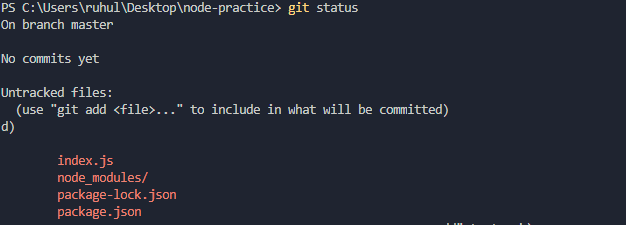 PS C:\Users\ruhul\Desktop\node-practice> git status
On branch master
No commits yet
Untracked files:
(use "git add <file>..." to include in what will be committed)
d)
index.js
node_modules/
package-lock.json
package.json